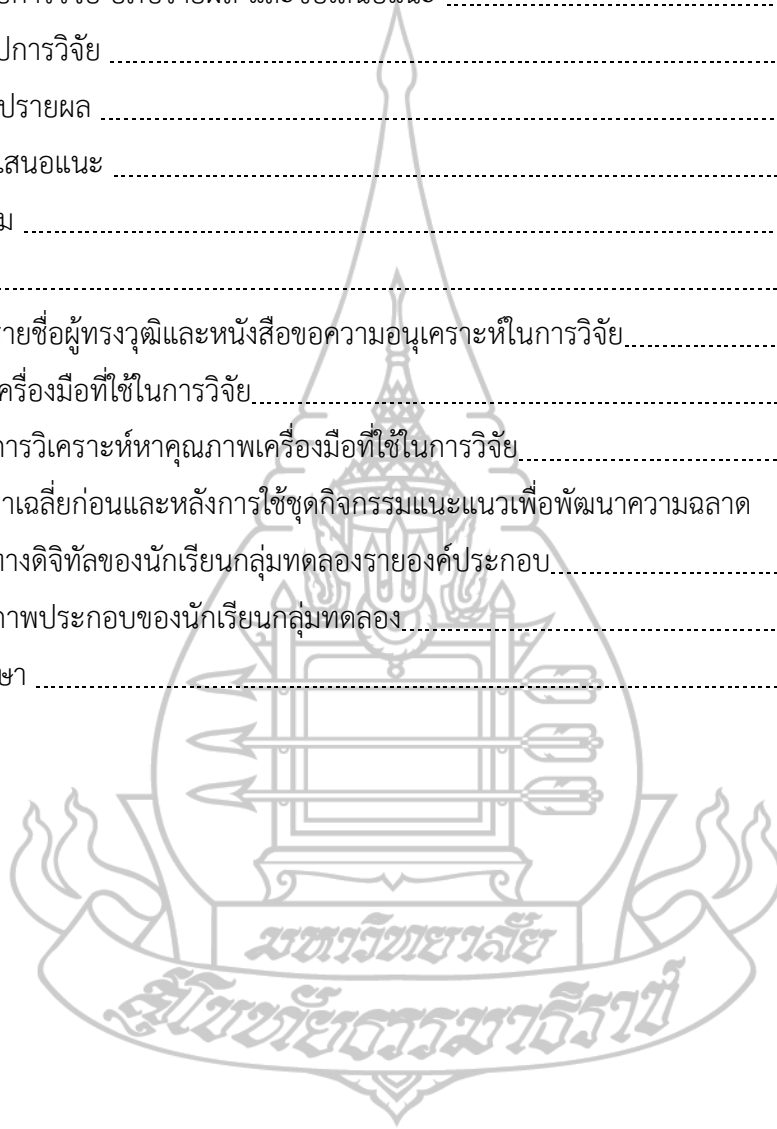 การวิจัย อภิปรายผล และข้อเสนอแนะ
ปการวิจัย
ปรายผล
เสนอแนะ
ม
รายชื่อผู้ทรงวุฒิและหนังสือขอความอนุเคราะห์ในการวิจัย
ครื่องมือที่ใช้ในการวิจัย
การวิเคราะห์หาคุณภาพเครื่องมือที่ใช้ในการวิจัย
าเฉลี่ยก่อนและหลังการใช้ชุดกิจกรรมแนะแนวเพื่อพัฒนาความฉลาด
ทางดิจิทัลของนักเรียนกลุ่มทดลองรายองค์ประกอบ
ภาพประกอบของนักเรียนกลุ่มทดลอง
ษา
มหาวิทยาลัย
สุโขทัยธรรมาธิราช